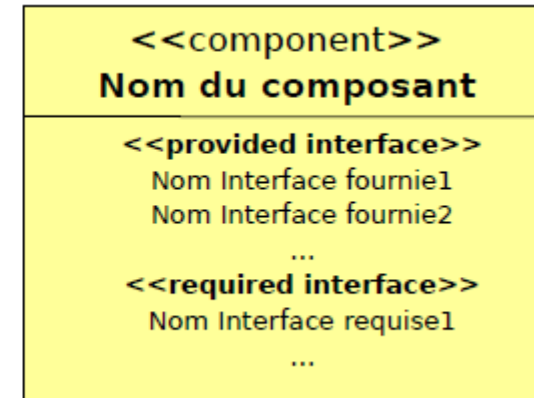 <<component>>
Nom du composant
<<provided interface>>
Nom Interface fournie1
Nom Interface fournie2
...
<<required interface>>
Nom Interface requise1
...